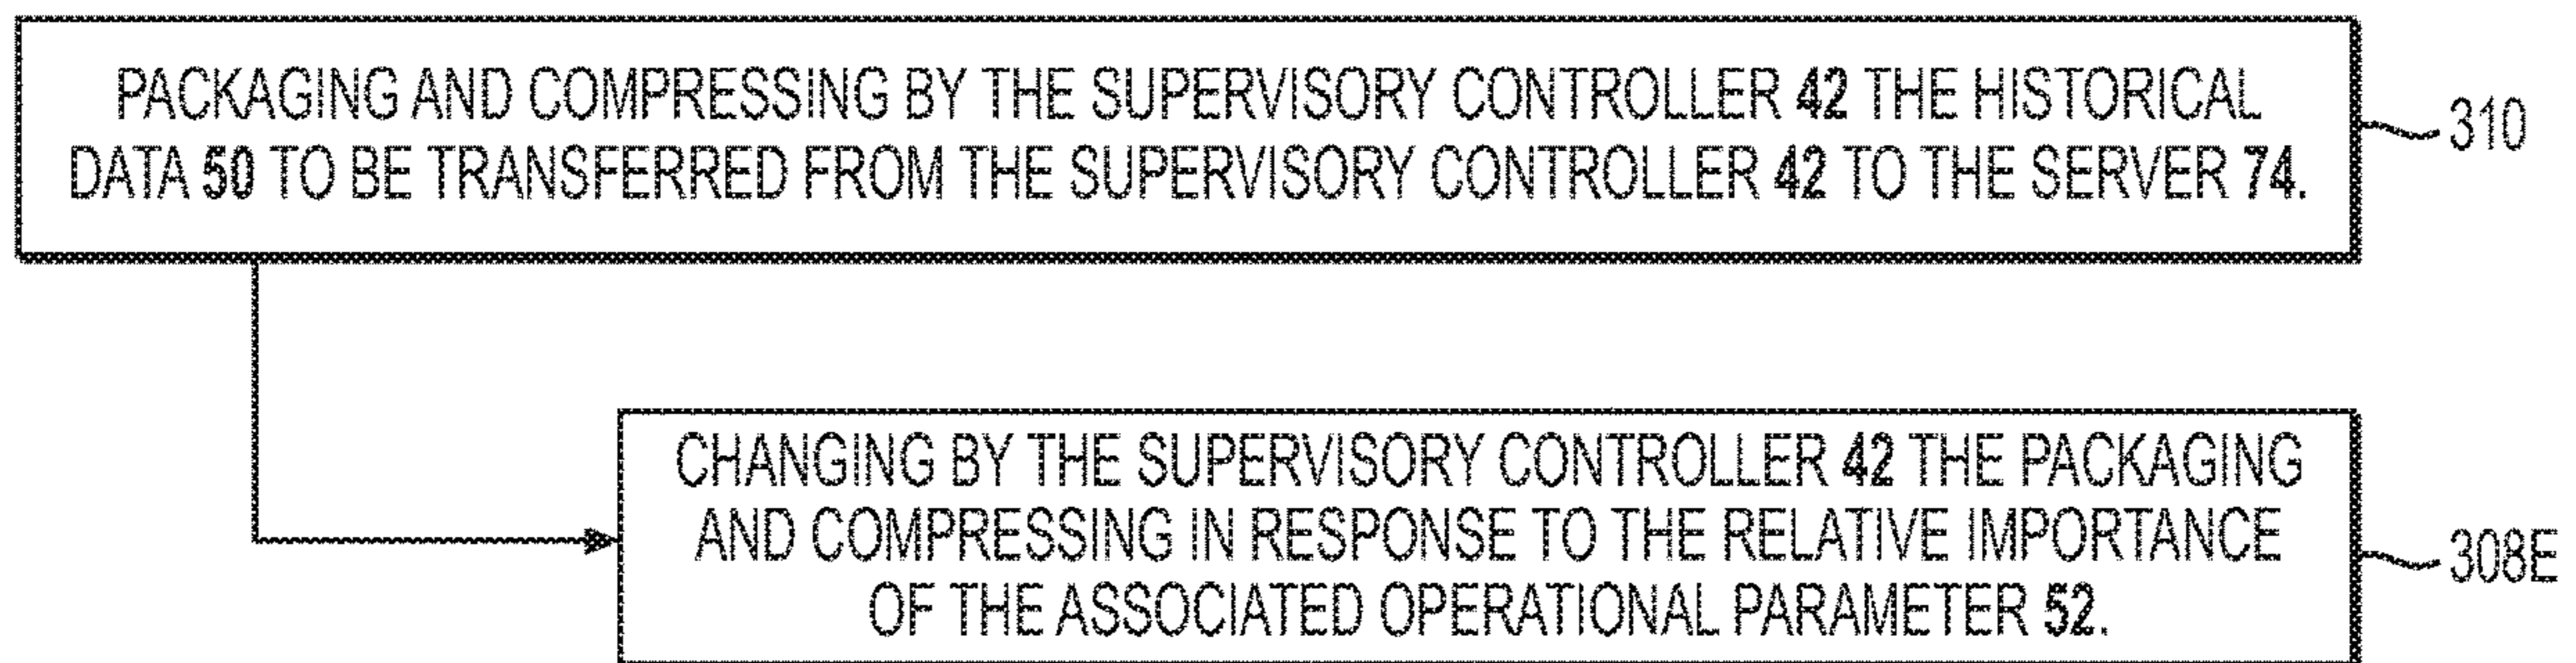 PACKAGING AND COMPRESSING BY THE SUPERVISORY CONTROLLER 42 THE HISTORICAL
DATA 50 TO BE TRANSFERRED FROM THE SUPERVISORY CONTROLLER 42 TO THE SERVER 74.
310
CHANGING BY THE SUPERVISORY CONTROLLER 42 THE PACKAGING
AND COMPRESSING IN RESPONSE TO THE RELATIVE IMPORTANCE
OF THE ASSOCIATED OPERATIONAL PARAMETER 52.
308E